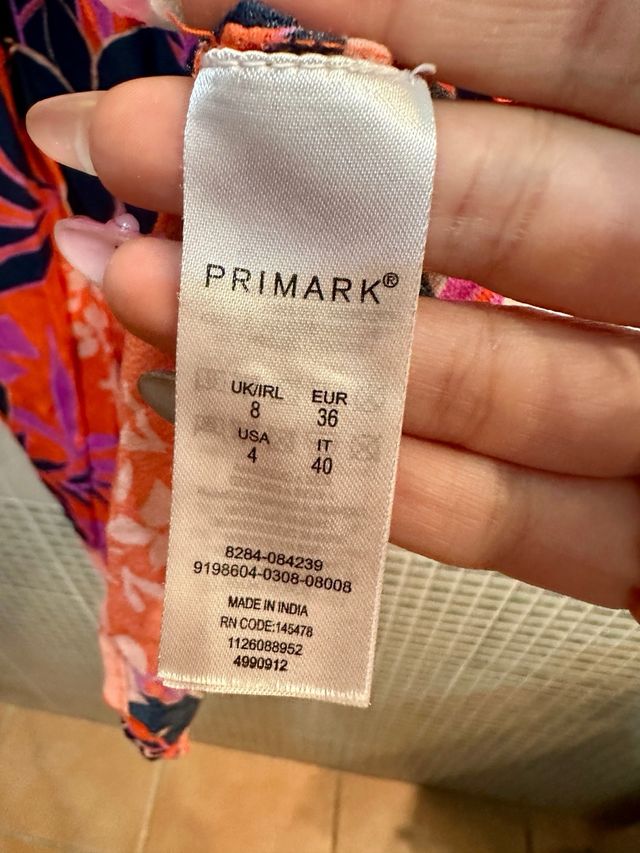 PRIMARK®
UK/IRL EUR
8 36
USA IT
4 40
8284-084239
9198604-0308-08008
MADE IN INDIA
RN CODE:145478
1126088952
4990912